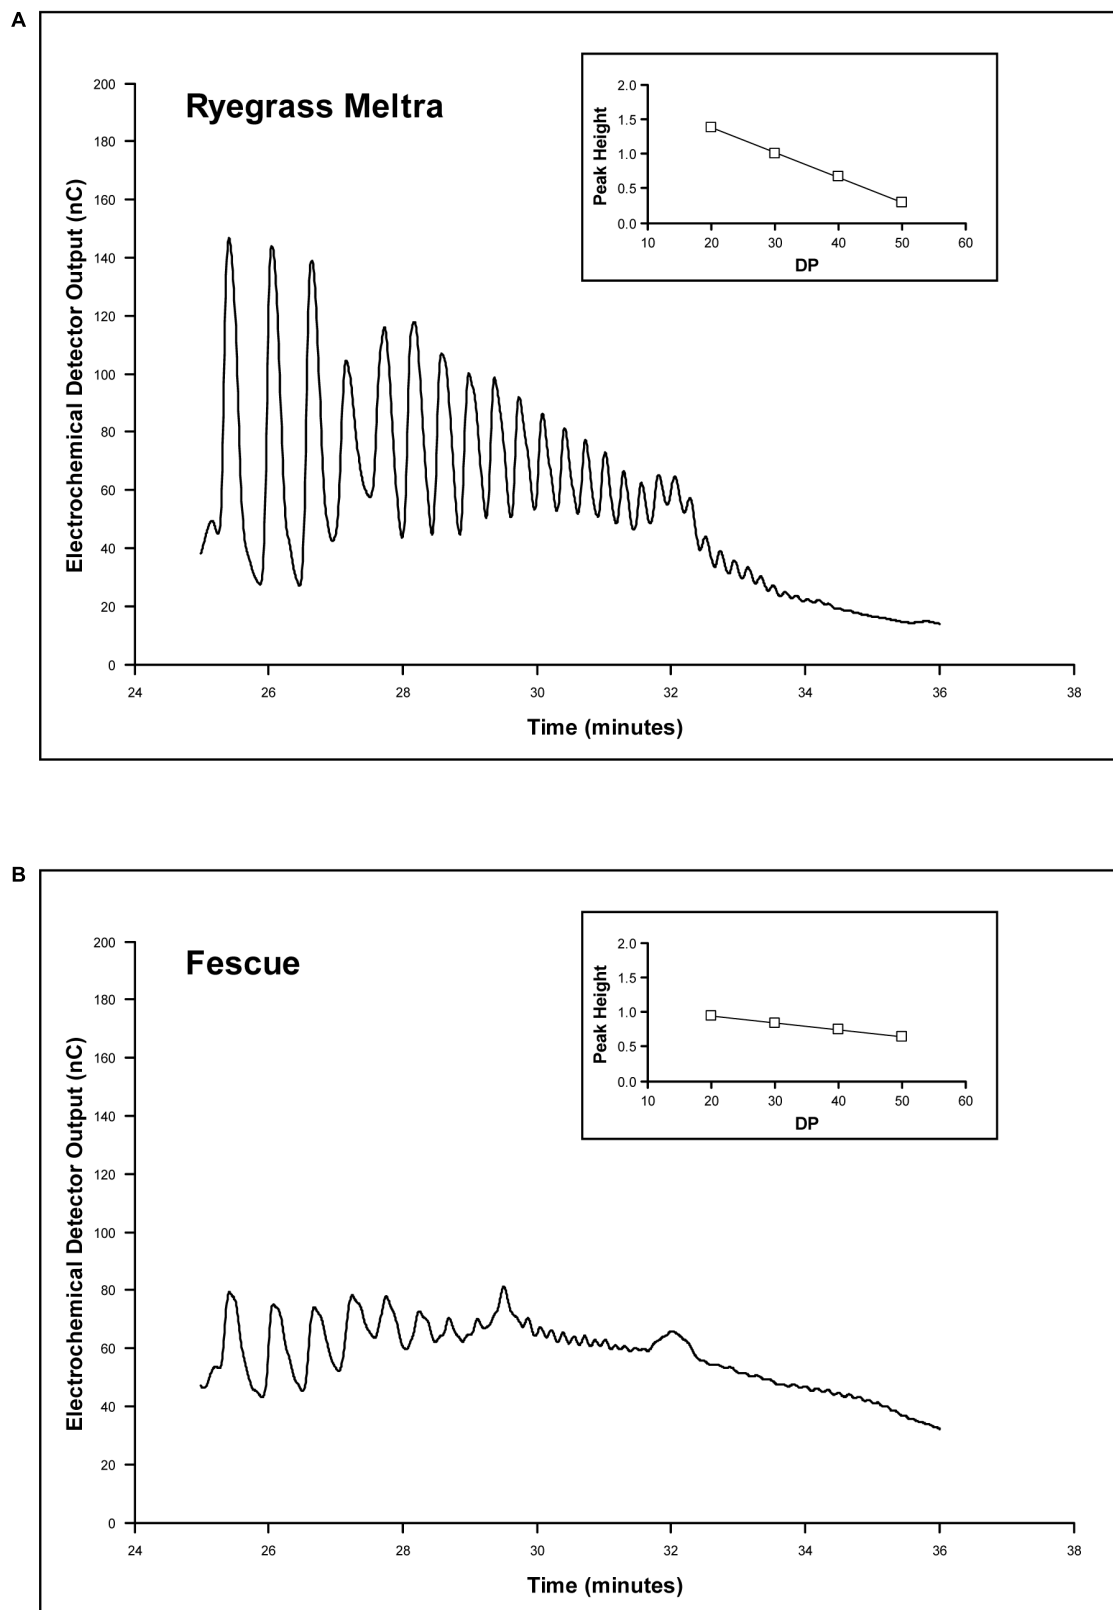 A
Ryegrass Meltra
Electrochemical Detector Output (nC)
200
180
160
140
120
100
80
60
40
20
0
24 26 28 30 32 34 36 38
Time (minutes)
Peak Height
2.0
1.5
1.0
0.5
0.0
10 20 30 40 50 60
DP
B
Fescue
Electrochemical Detector Output (nC)
200
180
160
140
120
100
80
60
40
20
0
24 26 28 30 32 34 36 38
Time (minutes)
Peak Height
2.0
1.5
1.0
0.5
0.0
10 20 30 40 50 60
DP